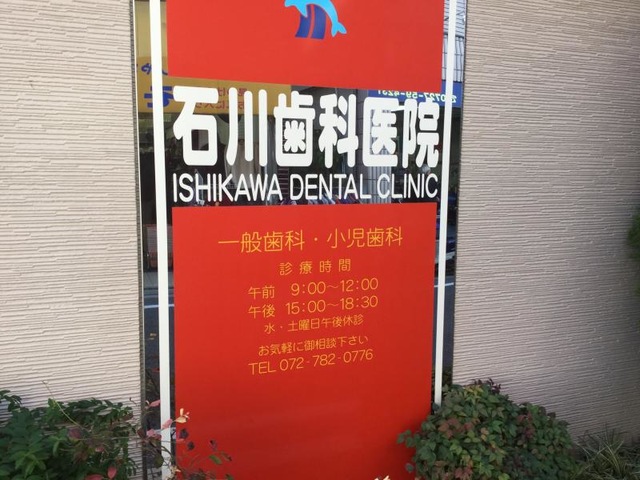 石川歯科医院
ISHIKAWA DENTAL CLINIC
一般歯科・小児歯科
診療時間
午前 9:00～12:00
午後 15:00～18:30
水・土曜日午後休診
お気軽に御相談下さい
TEL 072-782-0776